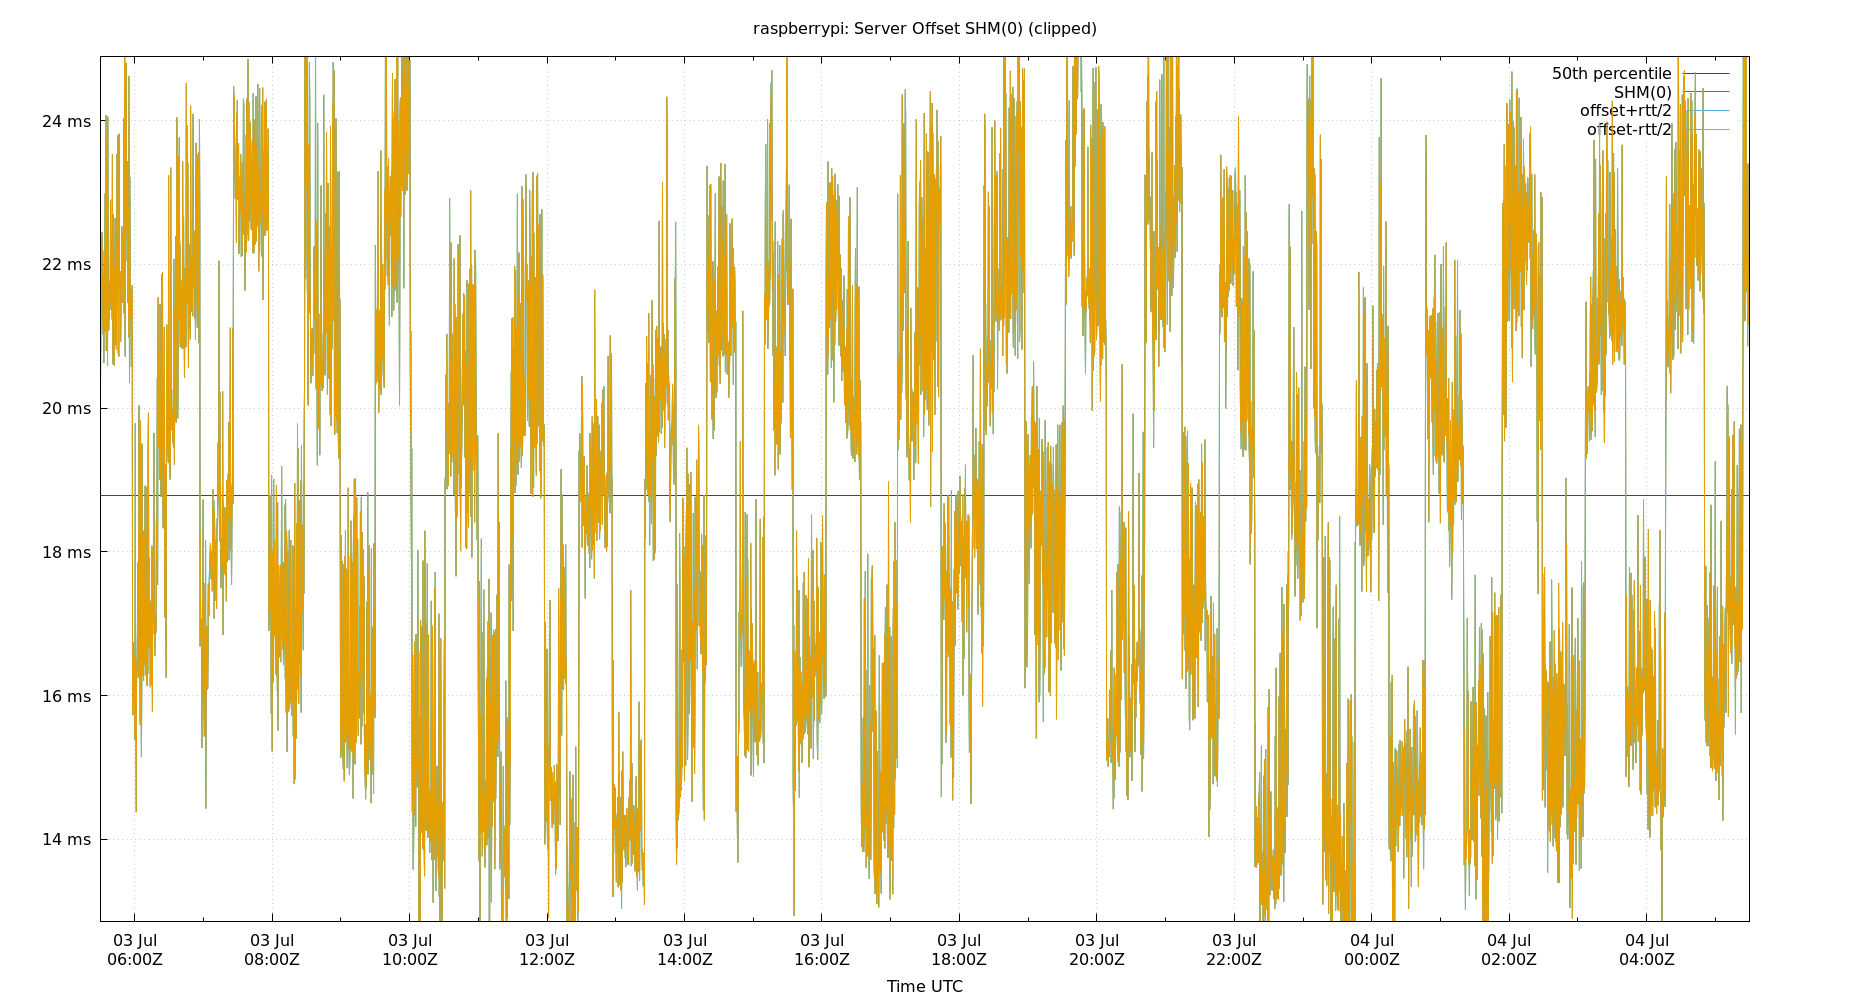 raspberrypi: Server Offset SHM(0) (clipped)
50th percentile
SHM(0)
offset+rtt/2
offset-rtt/2
24 ms
22 ms
20 ms
18 ms
16 ms
14 ms
03 Jul 03 Jul 03 Jul 03 Jul 03 Jul 03 Jul 03 Jul 03 Jul 03 Jul 04 Jul 04 Jul 04 Jul
06:00Z 08:00Z 10:00Z 12:00Z 14:00Z 16:00Z 18:00Z 20:00Z 22:00Z 00:00Z 02:00Z 04:00Z
Time UTC